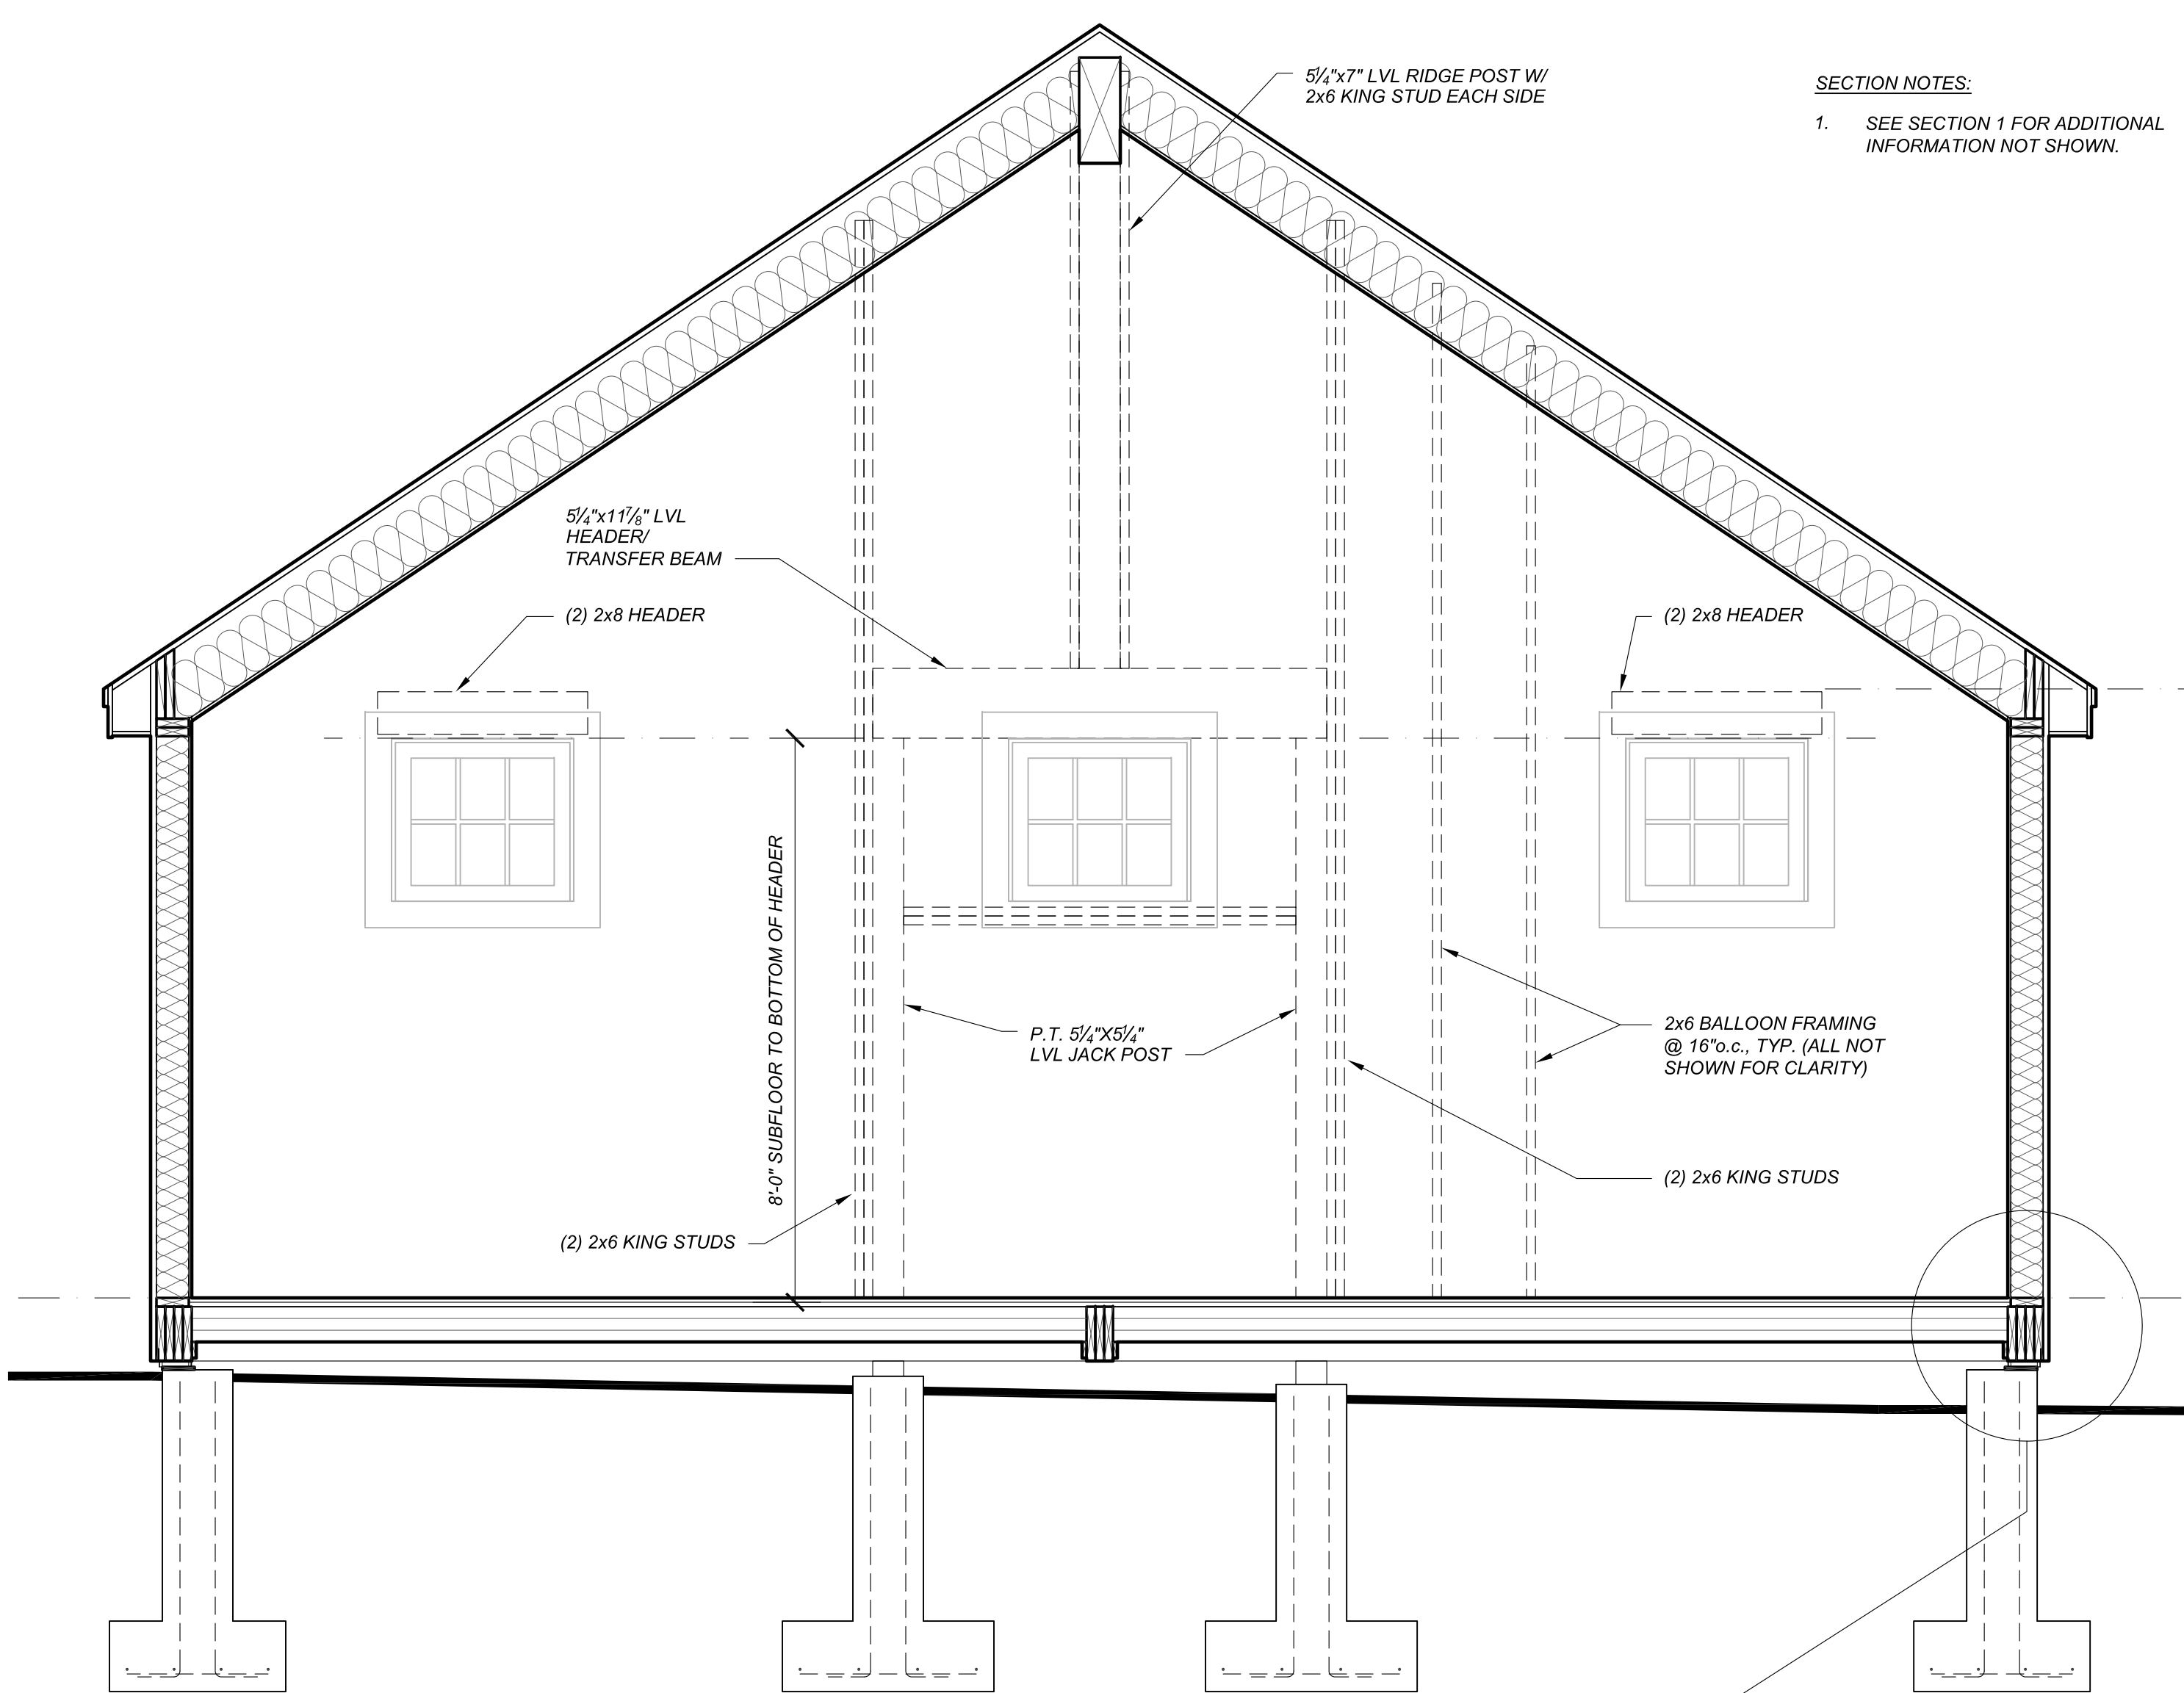 5¼"x7" LVL RIDGE POST W/
2x6 KING STUD EACH SIDE
SECTION NOTES:
1. SEE SECTION 1 FOR ADDITIONAL
INFORMATION NOT SHOWN.
5¼"x11⅞" LVL
HEADER/
TRANSFER BEAM
(2) 2x8 HEADER
(2) 2x8 HEADER
8'-0" SUBFLOOR TO BOTTOM OF HEADER
P.T. 5¼"X5¼"
LVL JACK POST
2x6 BALLOON FRAMING
@ 16"o.c., TYP. (ALL NOT
SHOWN FOR CLARITY)
(2) 2x6 KING STUDS
(2) 2x6 KING STUDS